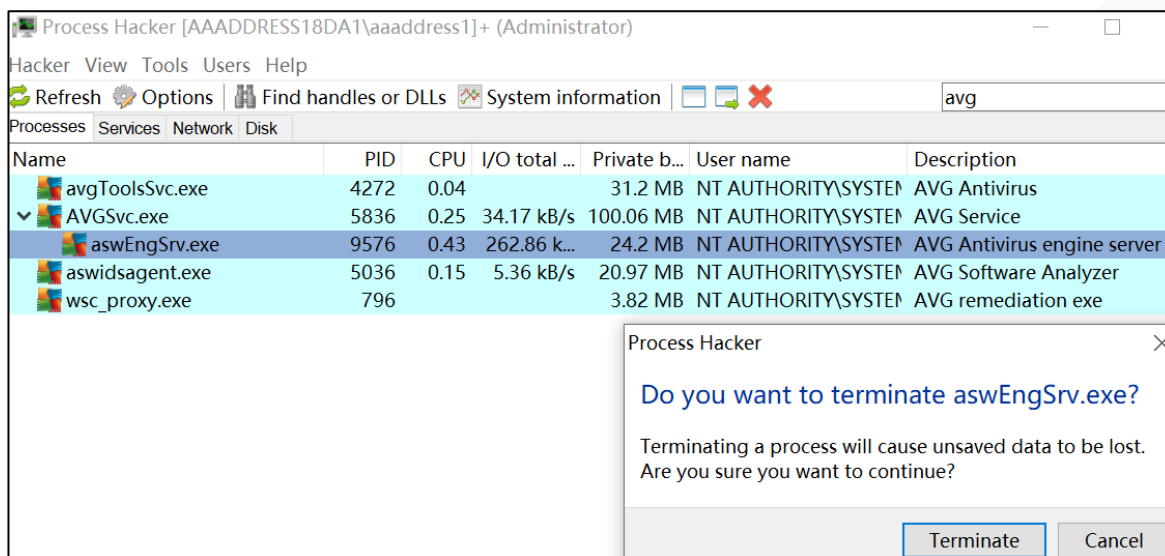 Process Hacker [AAADDRESS18DA1\aaaddress1]+ (Administrator)
Hacker View Tools Users Help
Refresh Options Find handles or DLLs System information avg
Processes Services Network Disk
Name PID CPU I/O total ... Private b... User name Description
avgToolsSvc.exe 4272 0.04 31.2 MB NT AUTHORITY\SYSTEM AVG Antivirus
AVGSvc.exe 5836 0.25 34.17 kB/s 100.06 MB NT AUTHORITY\SYSTEM AVG Service
aswEngSrv.exe 9576 0.43 262.86 k... 24.2 MB NT AUTHORITY\SYSTEM AVG Antivirus engine server
aswidsagent.exe 5036 0.15 5.36 kB/s 20.97 MB NT AUTHORITY\SYSTEM AVG Software Analyzer
wsc_proxy.exe 796 3.82 MB NT AUTHORITY\SYSTEM AVG remediation exe
Process Hacker
Do you want to terminate aswEngSrv.exe?
Terminating a process will cause unsaved data to be lost.
Are you sure you want to continue?
Terminate Cancel